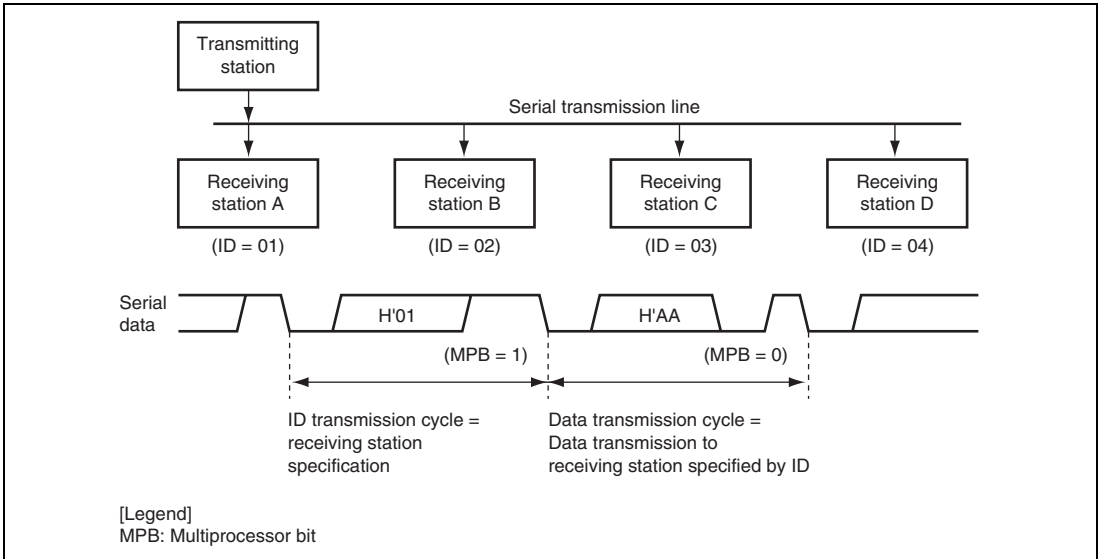 Transmitting
station
Serial transmission line
Receiving
station A
Receiving
station B
Receiving
station C
Receiving
station D
(ID = 01)
(ID = 02)
(ID = 03)
(ID = 04)
Serial
data
H'01
H'AA
(MPB = 1)
(MPB = 0)
ID transmission cycle =
receiving station
specification
Data transmission cycle =
Data transmission to
receiving station specified by ID
[Legend]
MPB: Multiprocessor bit